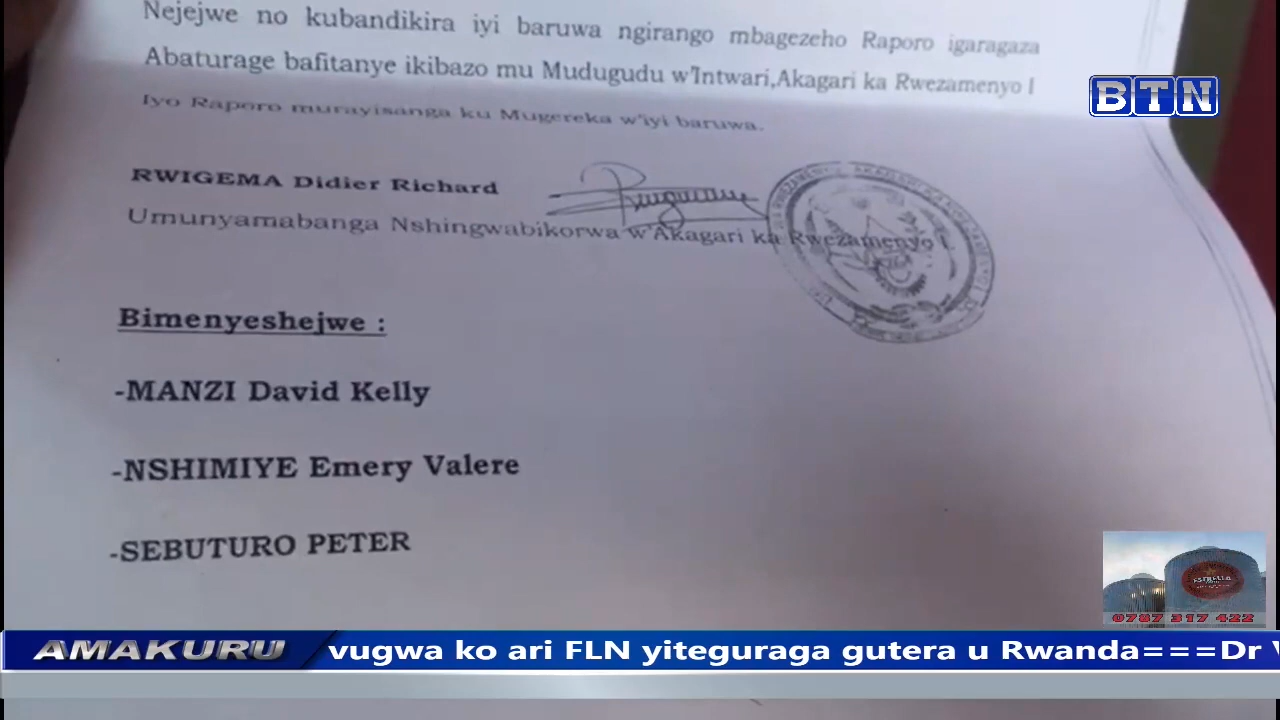 Nejejwe no kubandikira iyi baruwa ngirango mbagezeho Raporo igaragaza
Abaturage bafitanye ikibazo mu Mudugudu w'Intwari,Akagari ka Rwezamenyo I
Iyo Raporo murayisanga ku Mugereka w'iyi baruwa.
BTN
RWIGEMA Didier Richard
Umunyamabanga Nshingwabikorwa w'Akagari ka Rwezamenyo I
Bimenyeshejwe :
-MANZI David Kelly
-NSHIMIYE Emery Valere
-SEBUTURO PETER
ESTRELLA
0787 317 422
AMAKURU vugwa ko ari FLN yiteguraga gutera u Rwanda===Dr